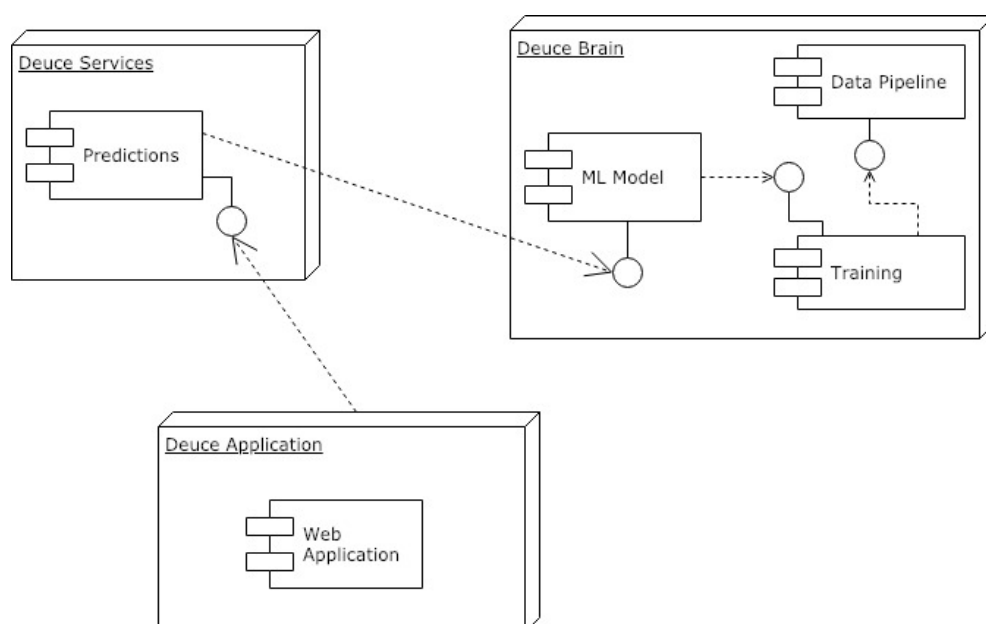 Deuce Services
Predictions
Deuce Brain
Data Pipeline
ML Model
Training
Deuce Application
Web
Application